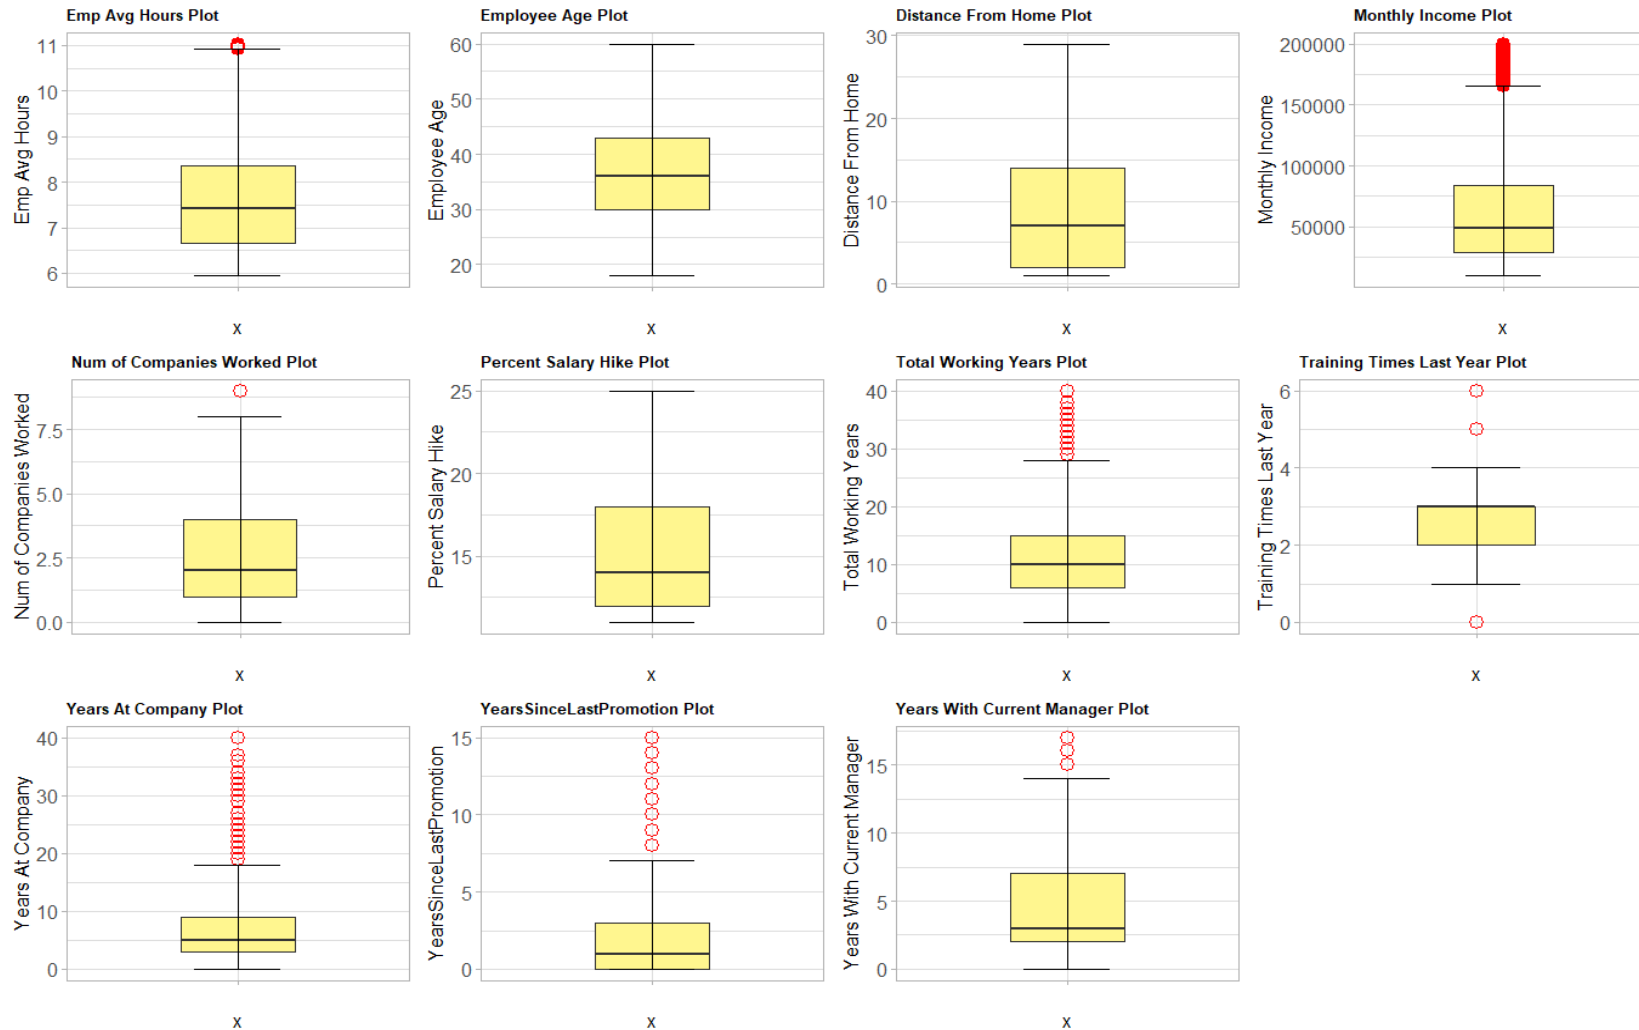 Emp Avg Hours Plot
Emp Avg Hours
11
10
9
8
7
6
x
Employee Age Plot
Employee Age
60
50
40
30
20
x
Distance From Home Plot
Distance From Home
30
20
10
0
x
Monthly Income Plot
Monthly Income
200000
150000
100000
50000
x
Num of Companies Worked Plot
Num of Companies Worked
7.5
5.0
2.5
0.0
x
Percent Salary Hike Plot
Percent Salary Hike
25
20
15
x
Total Working Years Plot
Total Working Years
40
30
20
10
0
x
Training Times Last Year Plot
Training Times Last Year
6
4
2
0
x
Years At Company Plot
Years At Company
40
30
20
10
0
x
YearsSinceLastPromotion Plot
YearsSinceLastPromotion
15
10
5
0
x
Years With Current Manager Plot
Years With Current Manager
15
10
5
0
x